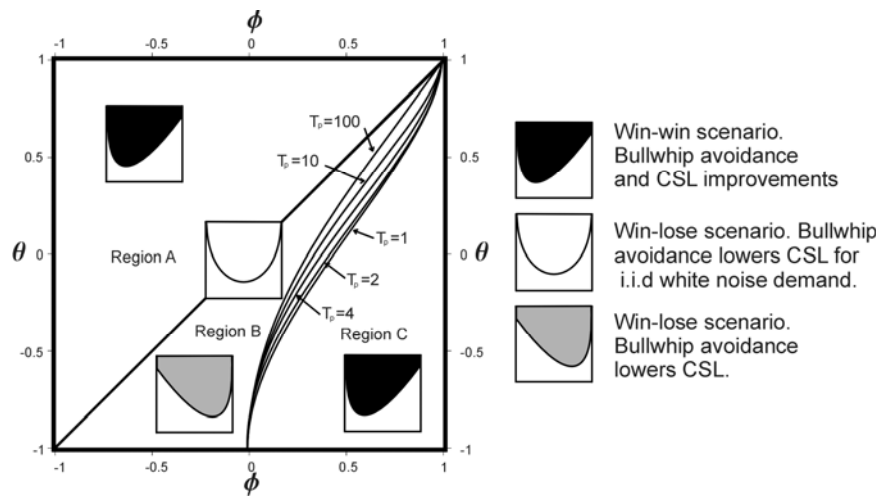 ϕ
-1 -0.5 0 0.5 1
1 1
T_p=100
T_p=10
0.5 0.5
θ 0 Region A T_p=1 0 θ
T_p=2
T_p=4
Region B
Region C
-0.5 -0.5
-1 -1
-1 -0.5 0 0.5 1
ϕ
Win-win scenario.
Bullwhip avoidance
and CSL improvements
Win-lose scenario. Bullwhip
avoidance lowers CSL for
i.i.d white noise demand.
Win-lose scenario.
Bullwhip avoidance
lowers CSL.